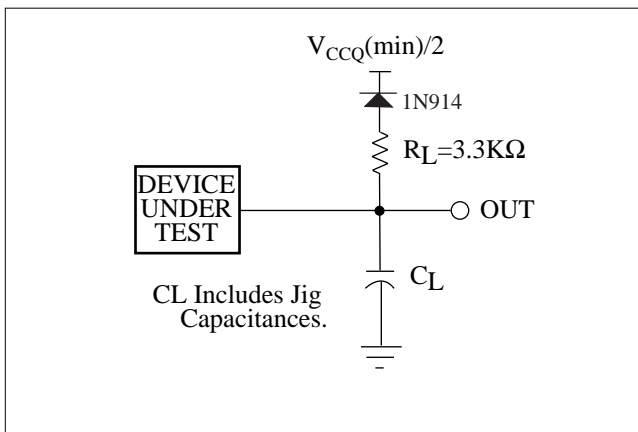 VCCQ(min)/2
1N914
RL=3.3KΩ
DEVICE
UNDER
TEST
OUT
CL
CL Includes Jig
Capacitances.